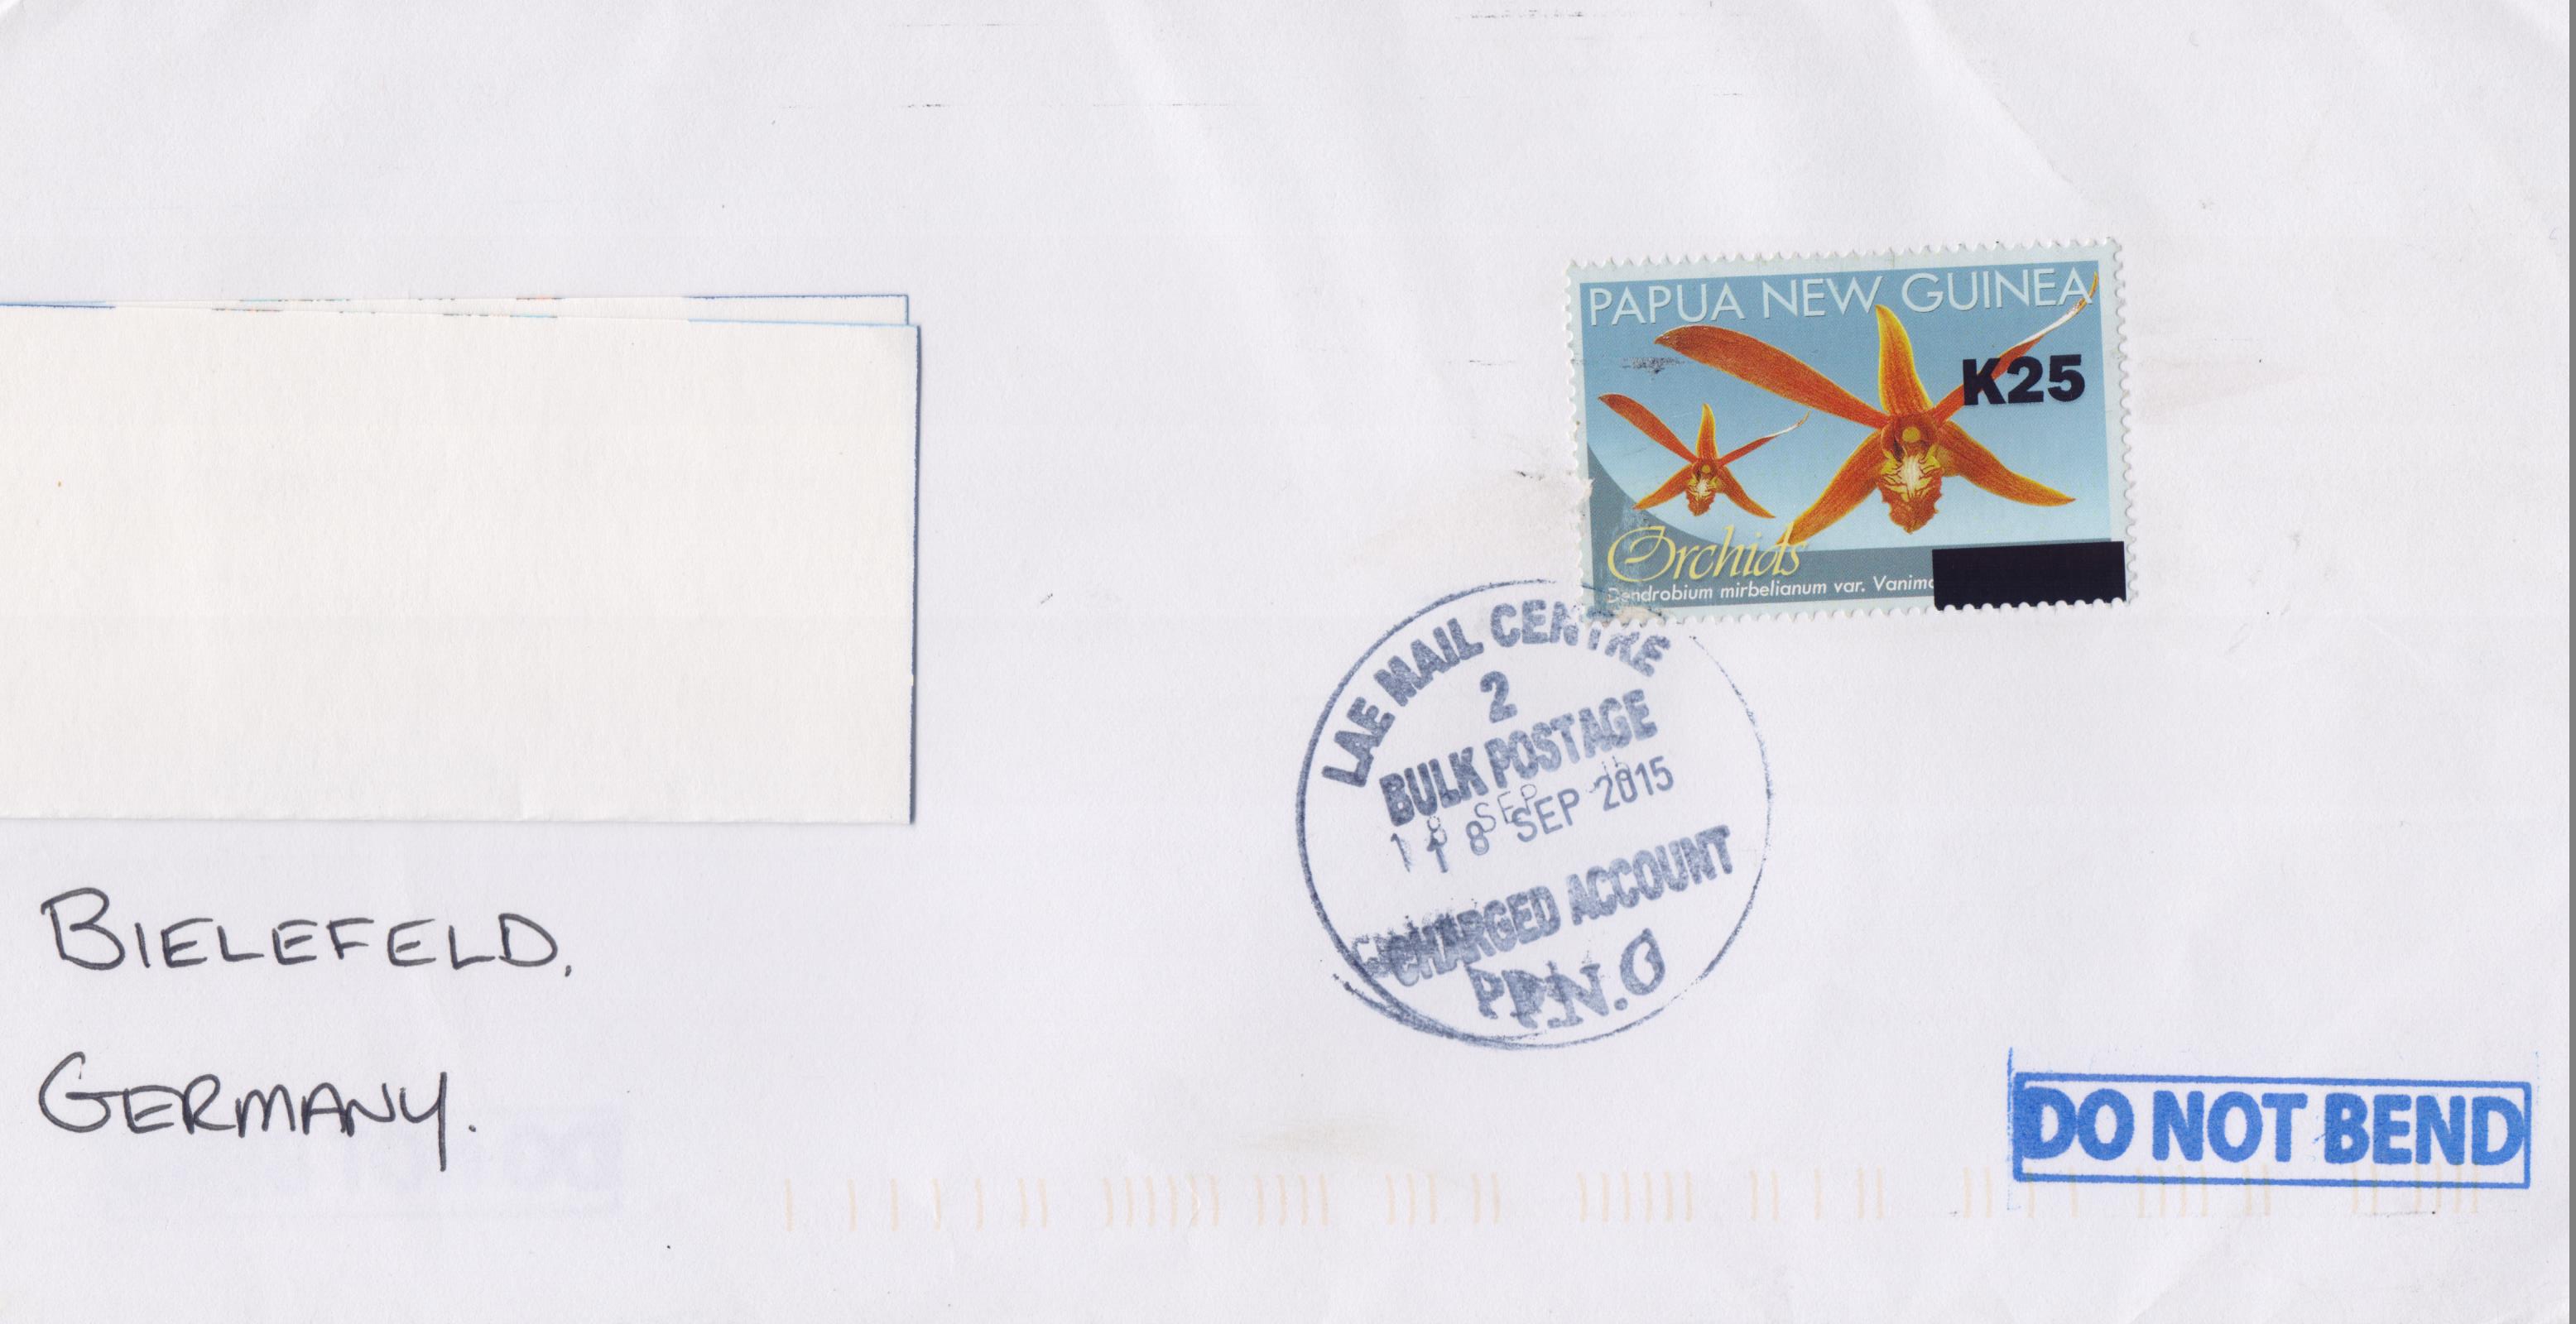 PAPUA NEW GUINEA
K25
Orchids
Dendrobium mirbelianum var. Vanimo
LAE MAIL CENTRE
2
BULK POSTAGE
18 SEP 2015
CHARGED ACCOUNT
P.N.G
BIELEFELD.
GERMANY.
DO NOT BEND